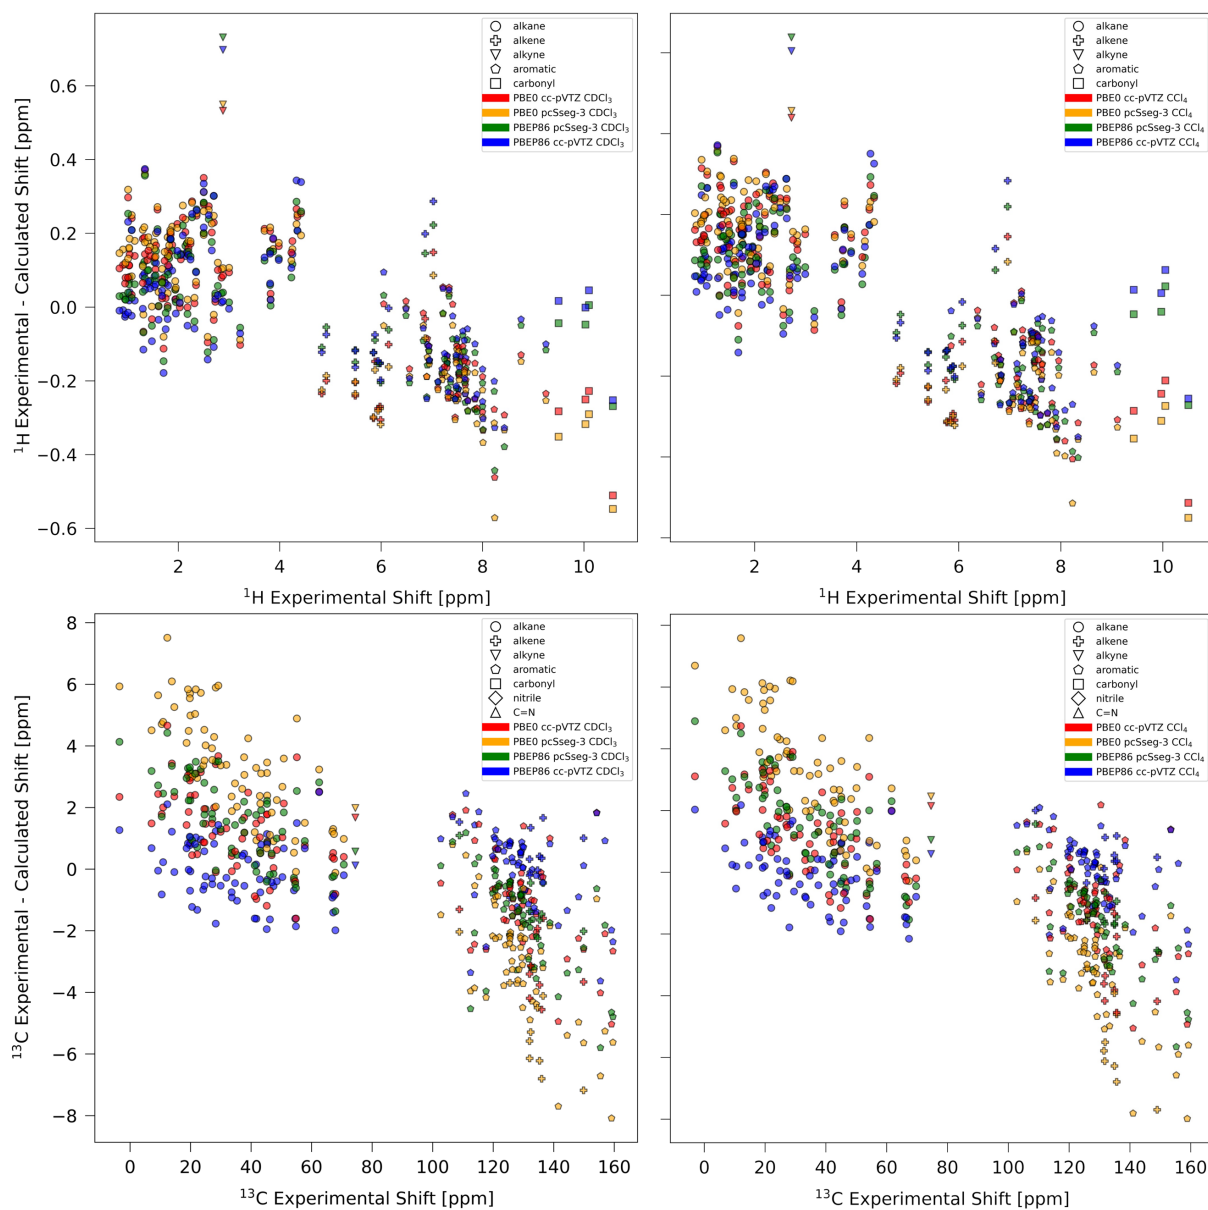 alkane
alkene
alkyne
aromatic
carbonyl
PBE0 cc-pVTZ CDCl₃
PBE0 pcSseg-3 CDCl₃
PBEP86 pcSseg-3 CDCl₃
PBEP86 cc-pVTZ CDCl₃
0.6
0.4
0.2
0.0
−0.2
−0.4
−0.6
¹H Experimental - Calculated Shift [ppm]
2 4 6 8 10
¹H Experimental Shift [ppm]
alkane
alkene
alkyne
aromatic
carbonyl
PBE0 cc-pVTZ CCl₄
PBE0 pcSseg-3 CCl₄
PBEP86 pcSseg-3 CCl₄
PBEP86 cc-pVTZ CCl₄
2 4 6 8 10
¹H Experimental Shift [ppm]
alkane
alkene
alkyne
aromatic
carbonyl
nitrile
C=N
PBE0 cc-pVTZ CDCl₃
PBE0 pcSseg-3 CDCl₃
PBEP86 pcSseg-3 CDCl₃
PBEP86 cc-pVTZ CDCl₃
8
6
4
2
0
−2
−4
−6
−8
¹³C Experimental - Calculated Shift [ppm]
0 20 40 60 80 100 120 140 160
¹³C Experimental Shift [ppm]
alkane
alkene
alkyne
aromatic
carbonyl
nitrile
C=N
PBE0 cc-pVTZ CCl₄
PBE0 pcSseg-3 CCl₄
PBEP86 pcSseg-3 CCl₄
PBEP86 cc-pVTZ CCl₄
0 20 40 60 80 100 120 140 160
¹³C Experimental Shift [ppm]